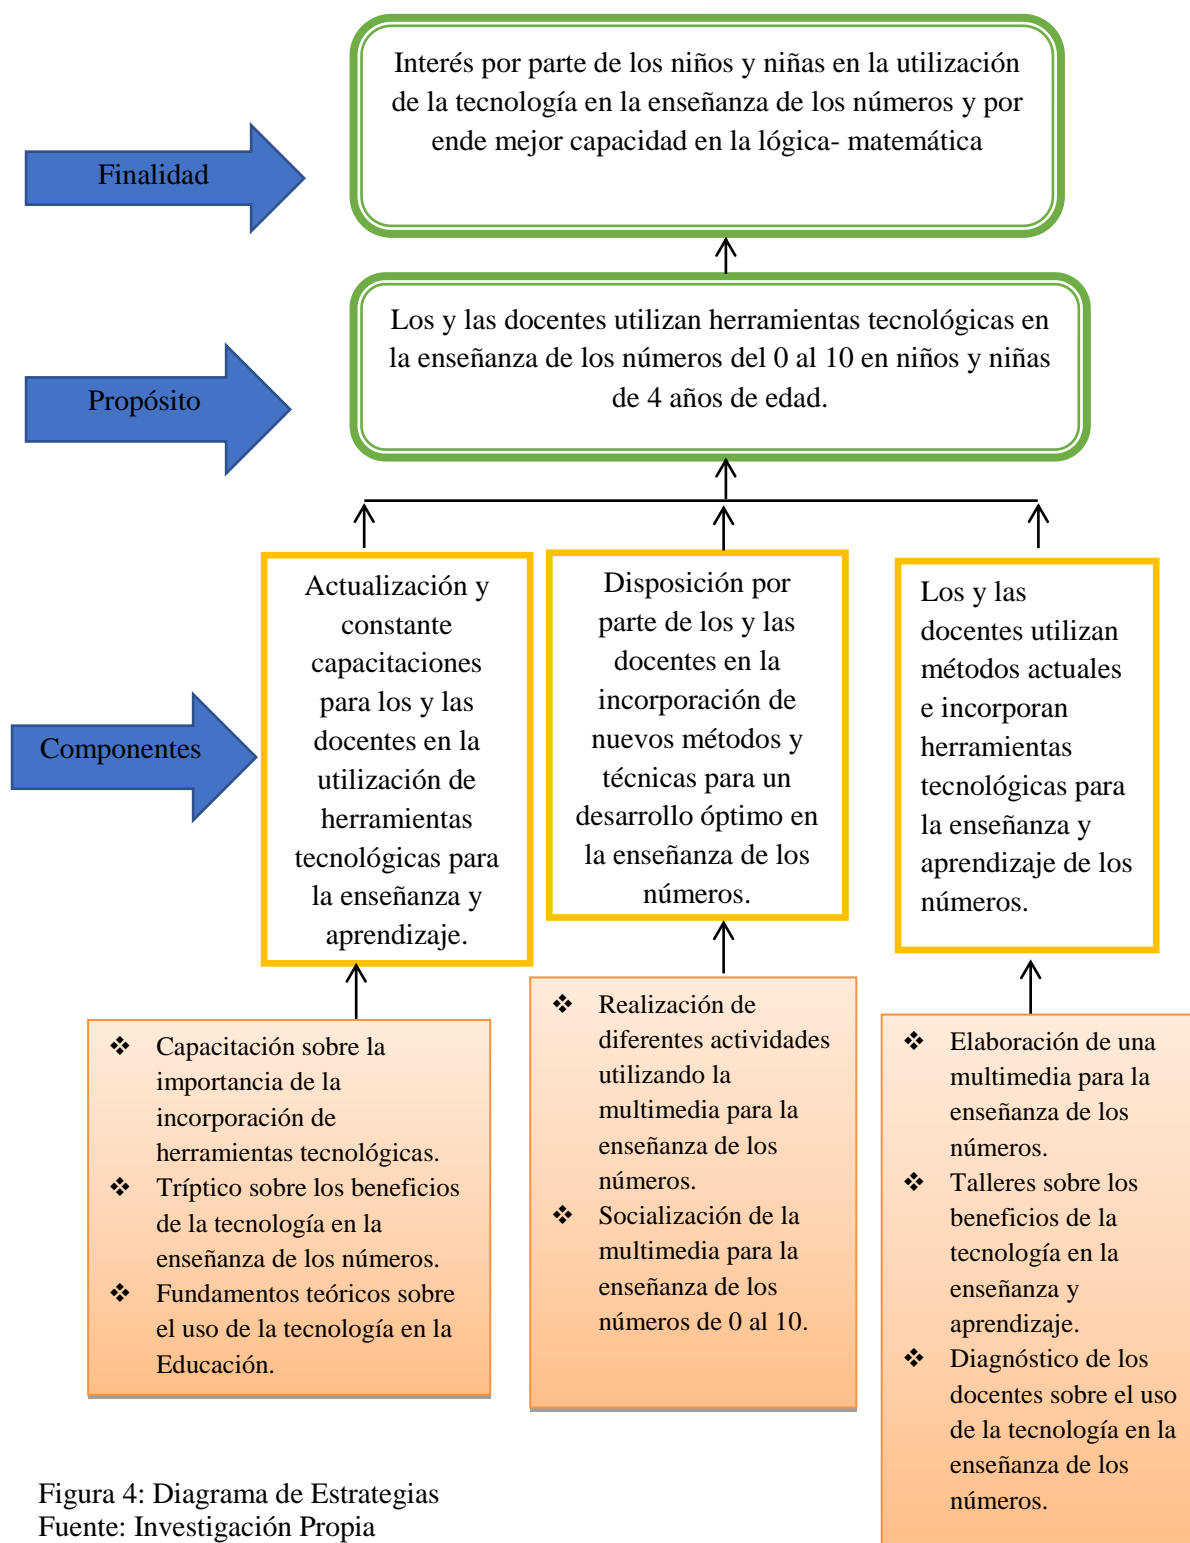 Interés por parte de los niños y niñas en la utilización
de la tecnología en la enseñanza de los números y por
ende mejor capacidad en la lógica- matemática
Finalidad
Los y las docentes utilizan herramientas tecnológicas en
la enseñanza de los números del 0 al 10 en niños y niñas
de 4 años de edad.
Propósito
Componentes
Actualización y
constante
capacitaciones
para los y las
docentes en la
utilización de
herramientas
tecnológicas para
la enseñanza y
aprendizaje.
Disposición por
parte de los y las
docentes en la
incorporación de
nuevos métodos y
técnicas para un
desarrollo óptimo en
la enseñanza de los
números.
Los y las
docentes utilizan
métodos actuales
e incorporan
herramientas
tecnológicas para
la enseñanza y
aprendizaje de los
números.
❖ Capacitación sobre la
importancia de la
incorporación de
herramientas tecnológicas.
❖ Tríptico sobre los beneficios
de la tecnología en la
enseñanza de los números.
❖ Fundamentos teóricos sobre
el uso de la tecnología en la
Educación.
❖ Realización de
diferentes actividades
utilizando la
multimedia para la
enseñanza de los
números.
❖ Socialización de la
multimedia para la
enseñanza de los
números de 0 al 10.
❖ Elaboración de una
multimedia para la
enseñanza de los
números.
❖ Talleres sobre los
beneficios de la
tecnología en la
enseñanza y
aprendizaje.
❖ Diagnóstico de los
docentes sobre el uso
de la tecnología en la
enseñanza de los
números.
Figura 4: Diagrama de Estrategias
Fuente: Investigación Propia